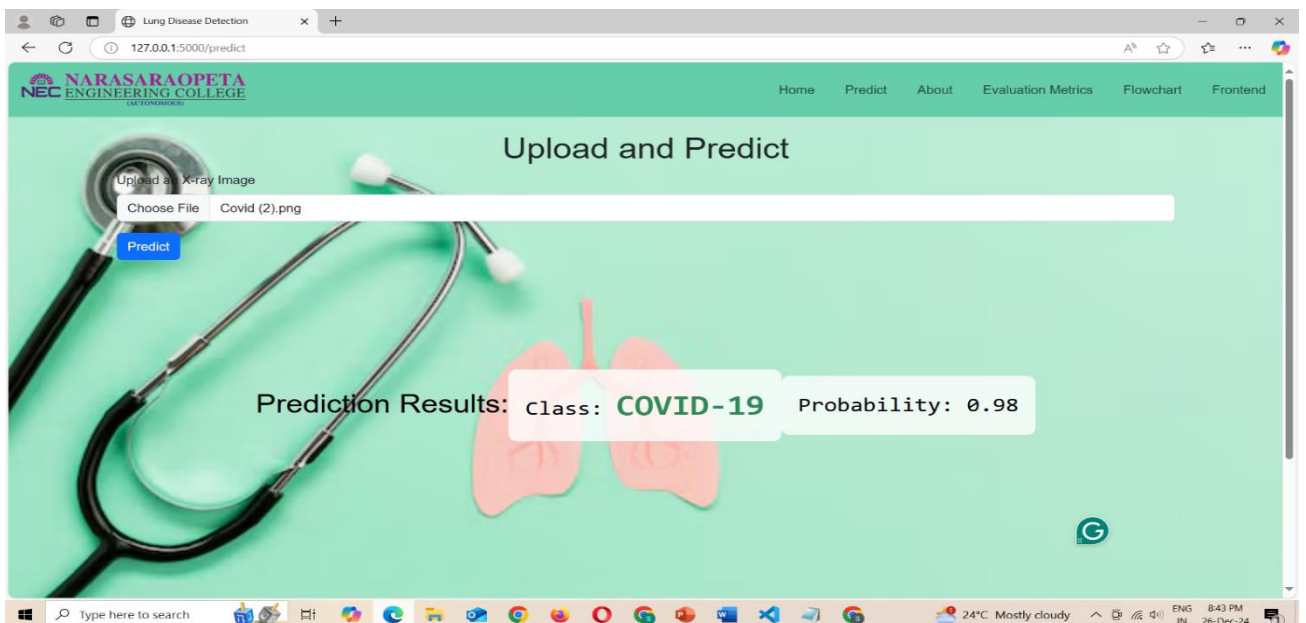 Lung Disease Detection
127.0.0.1:5000/predict
NARASARAOPETA
NEC ENGINEERING COLLEGE
(AUTONOMOUS)
Home Predict About Evaluation Metrics Flowchart Frontend
Upload and Predict
Upload an X-ray Image
Choose File Covid (2).png
Predict
Prediction Results: Class: COVID-19 Probability: 0.98
Type here to search
24°C Mostly cloudy
ENG 8:43 PM
IN 26-Dec-24